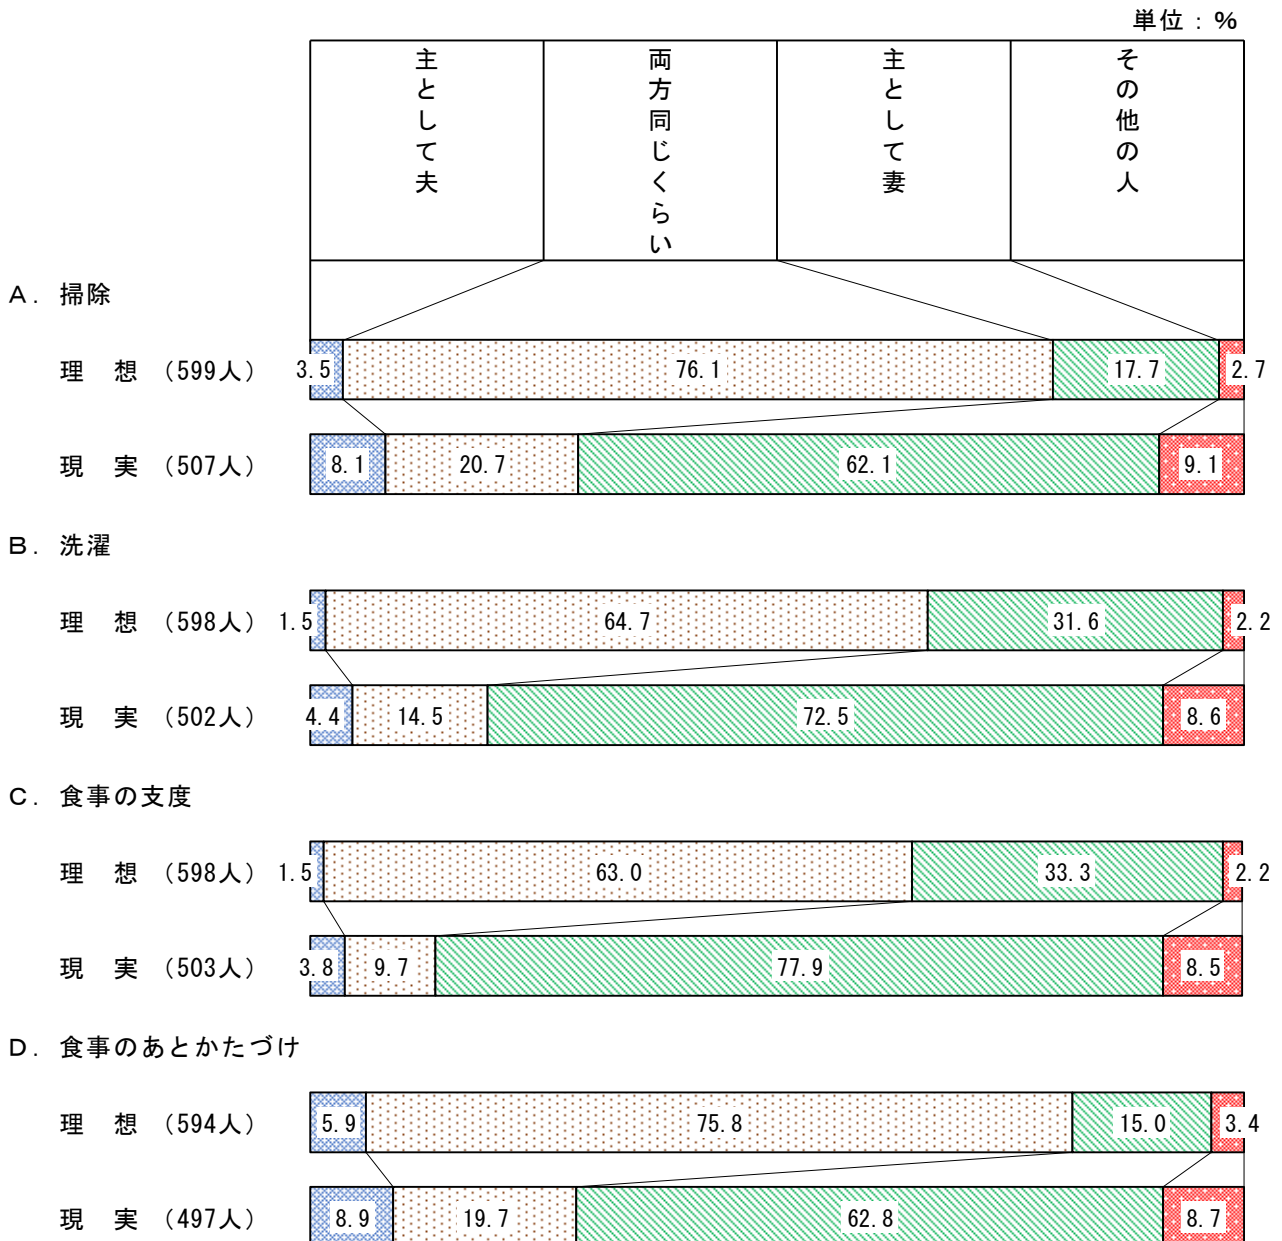 単位：%
主として夫
両方同じくらい
主として妻
その他の人
A．掃除
理　想　（599人）　3.5　76.1　17.7　2.7
現　実　（507人）　8.1　20.7　62.1　9.1
B．洗濯
理　想　（598人）　1.5　64.7　31.6　2.2
現　実　（502人）　4.4　14.5　72.5　8.6
C．食事の支度
理　想　（598人）　1.5　63.0　33.3　2.2
現　実　（503人）　3.8　9.7　77.9　8.5
D．食事のあとかたづけ
理　想　（594人）　5.9　75.8　15.0　3.4
現　実　（497人）　8.9　19.7　62.8　8.7